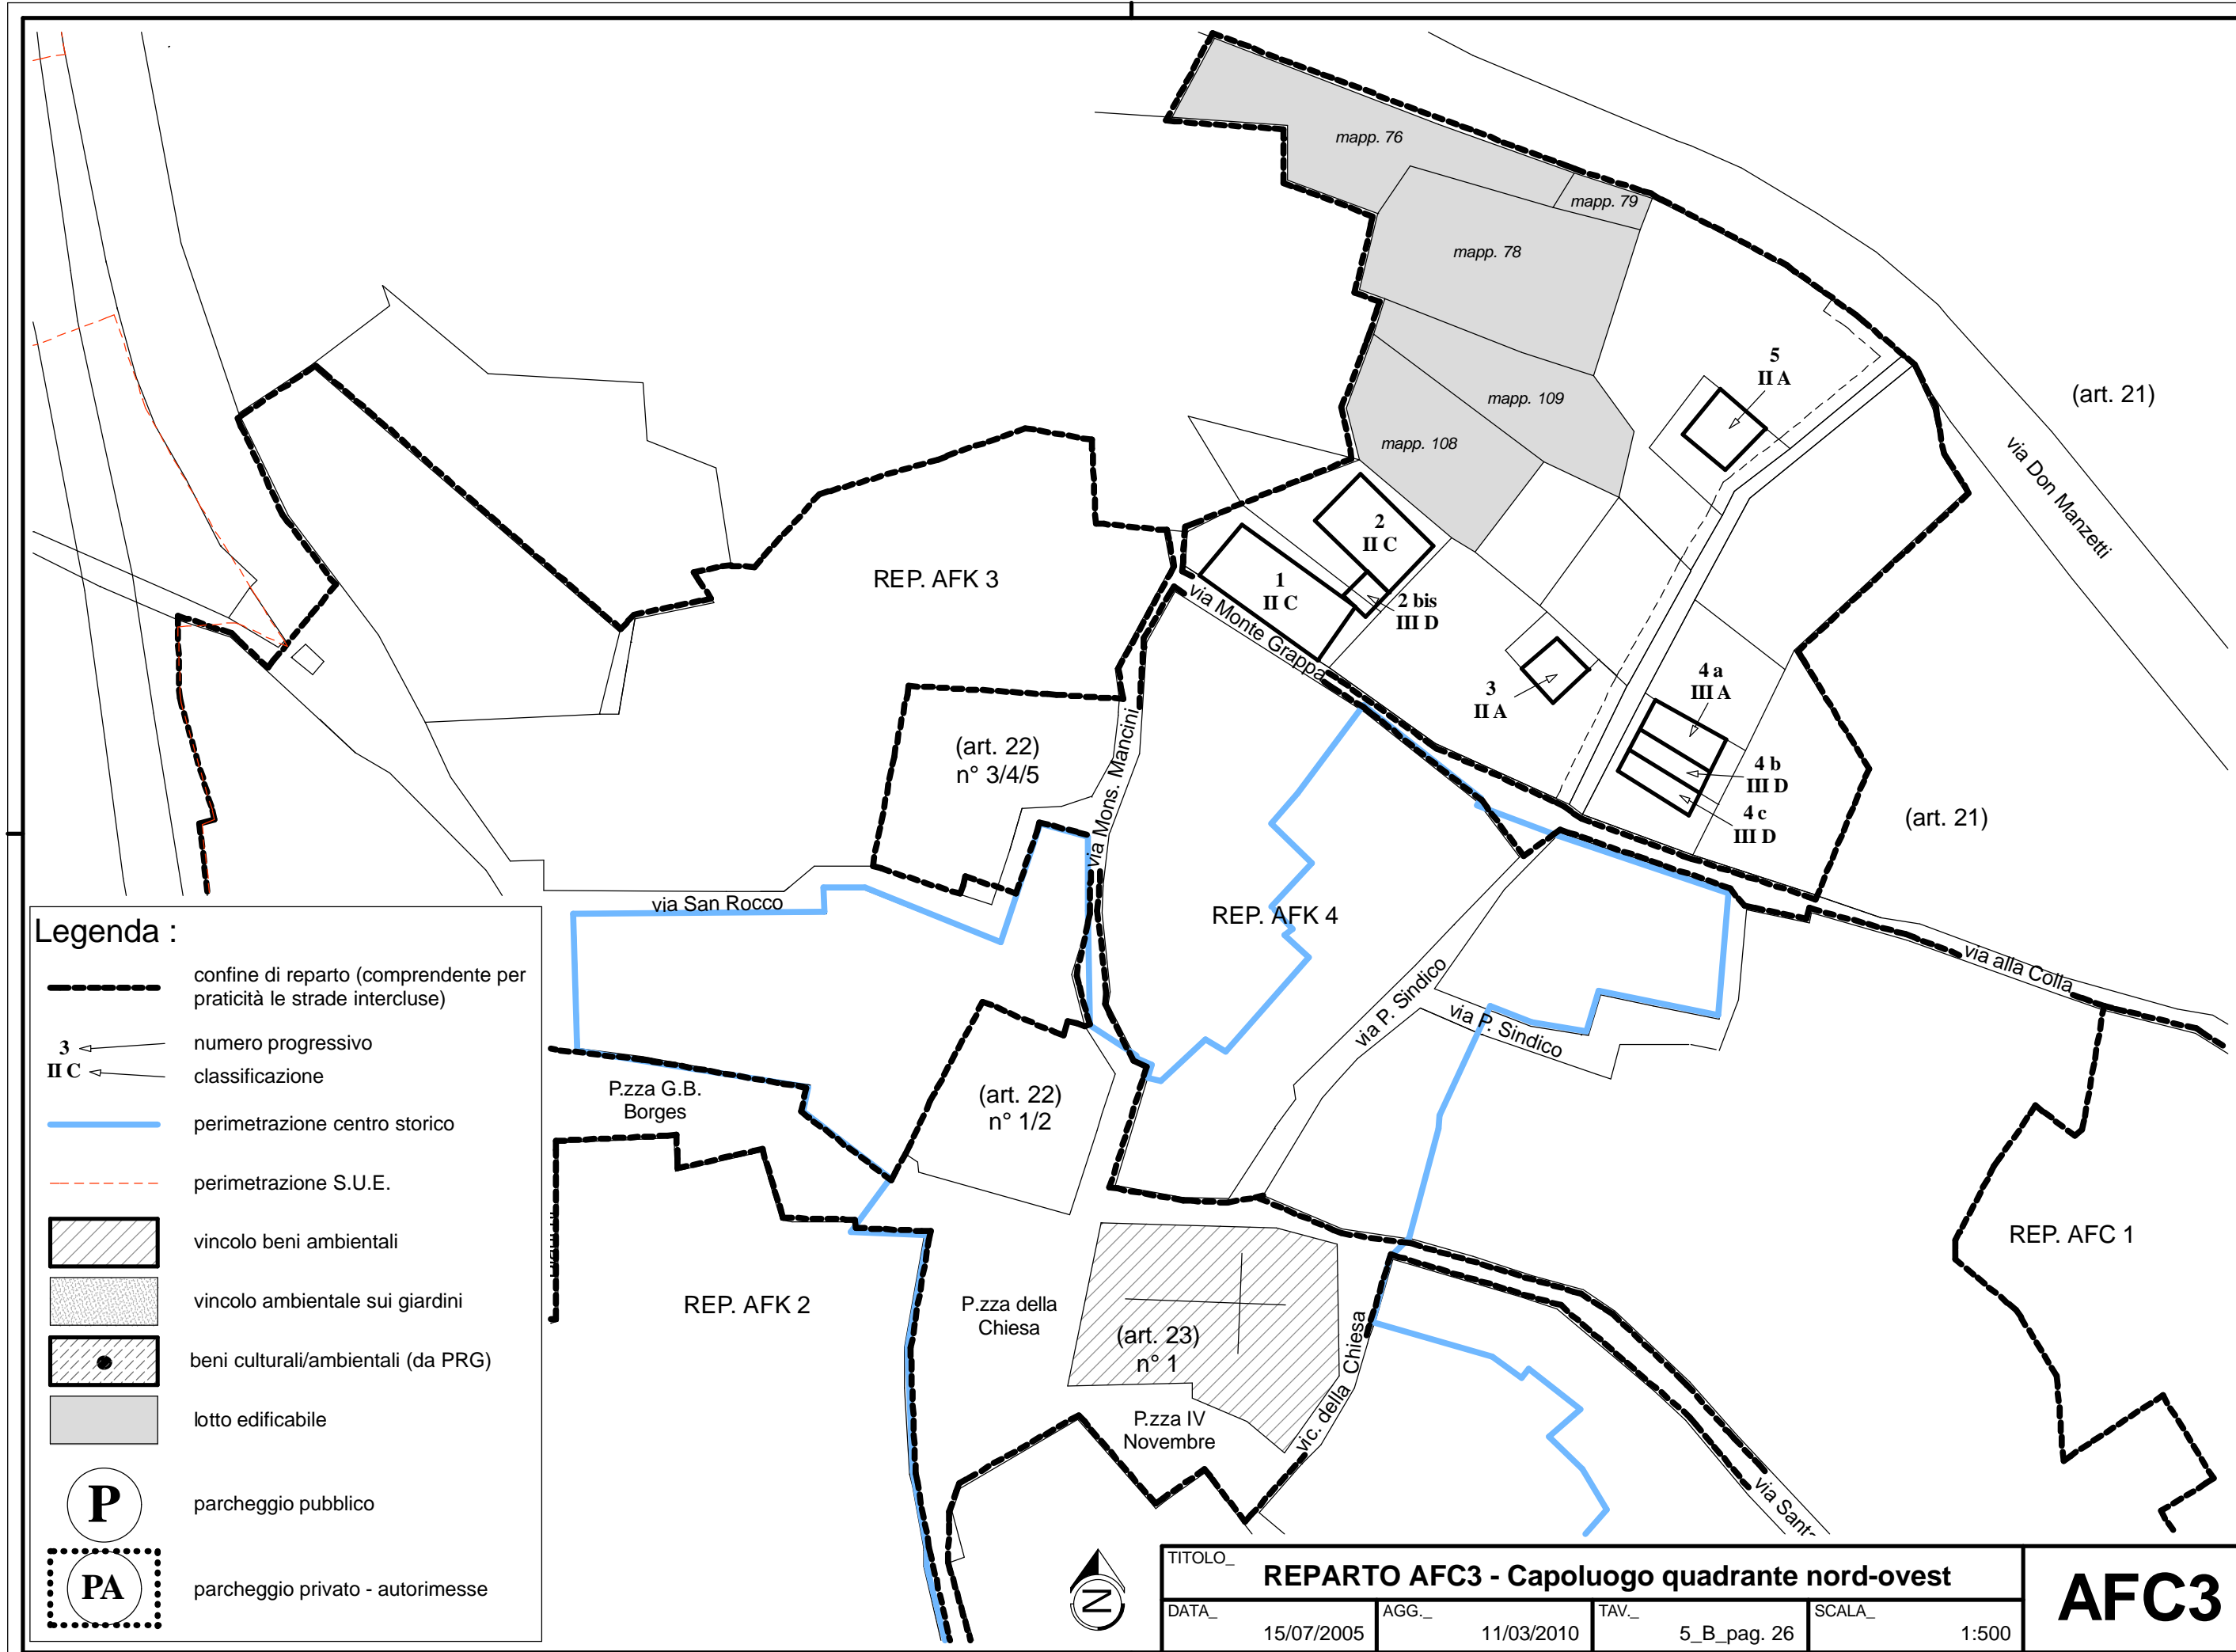 mapp. 76
mapp. 79
mapp. 78
mapp. 109
mapp. 108
5
II A
(art. 21)
via Don Manzetti
2
II C
1
II C
2 bis
III D
REP. AFK 3
via Monte Grappa
3
II A
4 a
III A
4 b
III D
4 c
III D
(art. 21)
(art. 22)
n° 3/4/5
via Mons. Mancini
via San Rocco
REP. AFK 4
via alla Colla
via P. Sindico
via P. Sindico
P.zza G.B.
Borges
(art. 22)
n° 1/2
REP. AFC 1
REP. AFK 2
P.zza della
Chiesa
(art. 23)
n° 1
vic. della Chiesa
P.zza IV
Novembre
via Santa
Legenda :
confine di reparto (comprendente per
praticità le strade intercluse)
3
numero progressivo
II C
classificazione
perimetrazione centro storico
perimetrazione S.U.E.
vincolo beni ambientali
vincolo ambientale sui giardini
beni culturali/ambientali (da PRG)
lotto edificabile
P
parcheggio pubblico
PA
parcheggio privato - autorimesse
N
TITOLO_
REPARTO AFC3 - Capoluogo quadrante nord-ovest
DATA_
15/07/2005
AGG._
11/03/2010
TAV._
5_B_pag. 26
SCALA_
1:500
AFC3